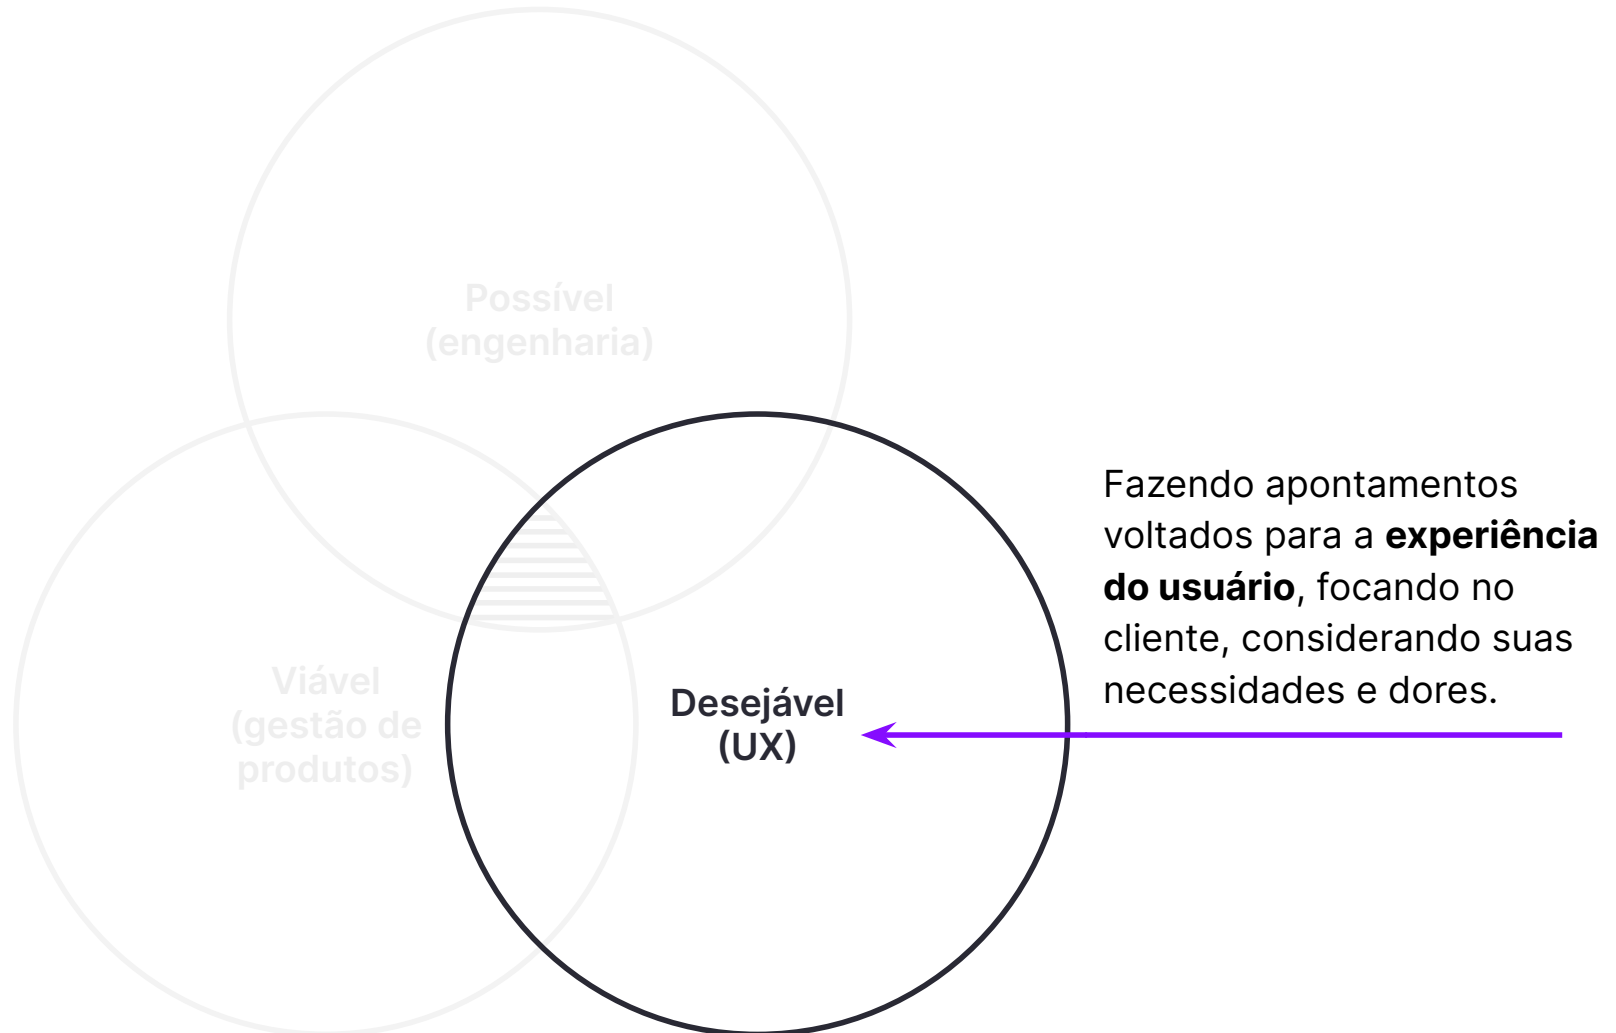 Possível
(engenharia)
Fazendo apontamentos
voltados para a experiência
do usuário, focando no
cliente, considerando suas
necessidades e dores.
Viável
(gestão de
produtos)
Desejável
(UX)